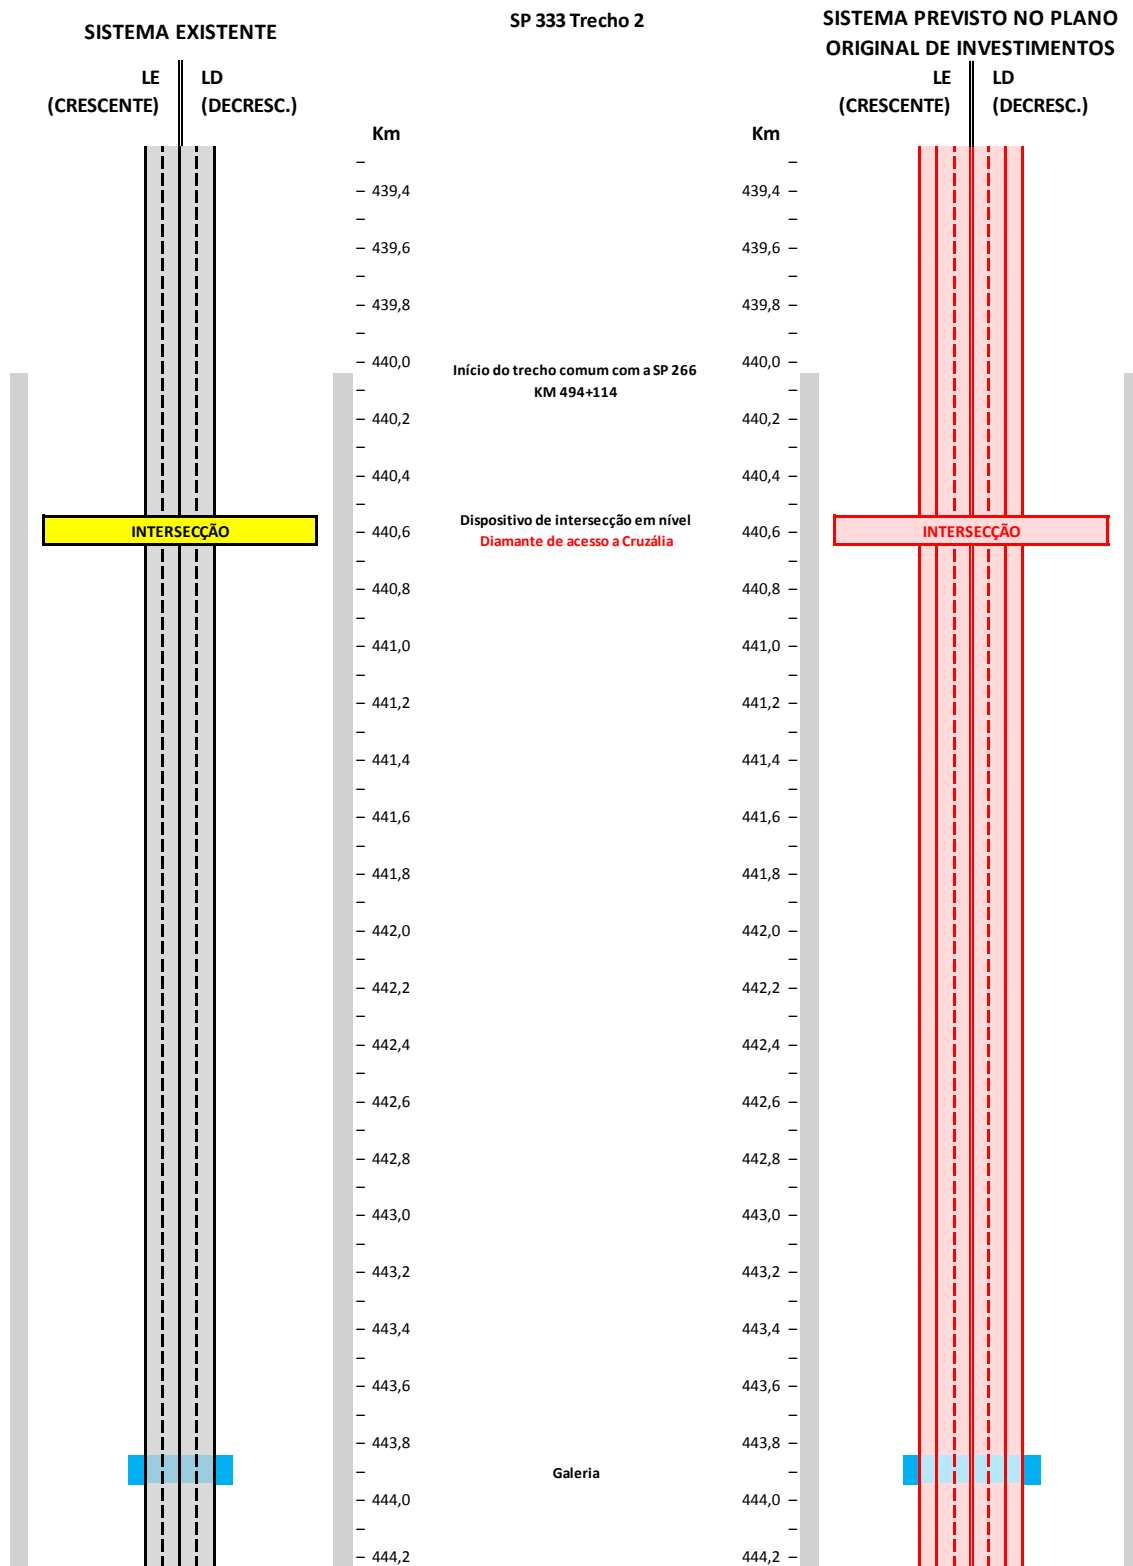 SISTEMA EXISTENTE
SP 333 Trecho 2
SISTEMA PREVISTO NO PLANO
ORIGINAL DE INVESTIMENTOS
LE LD
(CRESCENTE) (DECRESC.)
LE LD
(CRESCENTE) (DECRESC.)
Km Km
439,4 439,4
439,6 439,6
439,8 439,8
440,0 440,0
Início do trecho comum com a SP 266
KM 494+114
440,2 440,2
440,4 440,4
Dispositivo de intersecção em nível
INTERSECÇÃO 440,6 440,6 INTERSECÇÃO
Diamante de acesso a Cruzália
440,8 440,8
441,0 441,0
441,2 441,2
441,4 441,4
441,6 441,6
441,8 441,8
442,0 442,0
442,2 442,2
442,4 442,4
442,6 442,6
442,8 442,8
443,0 443,0
443,2 443,2
443,4 443,4
443,6 443,6
443,8 443,8
Galeria
444,0 444,0
444,2 444,2